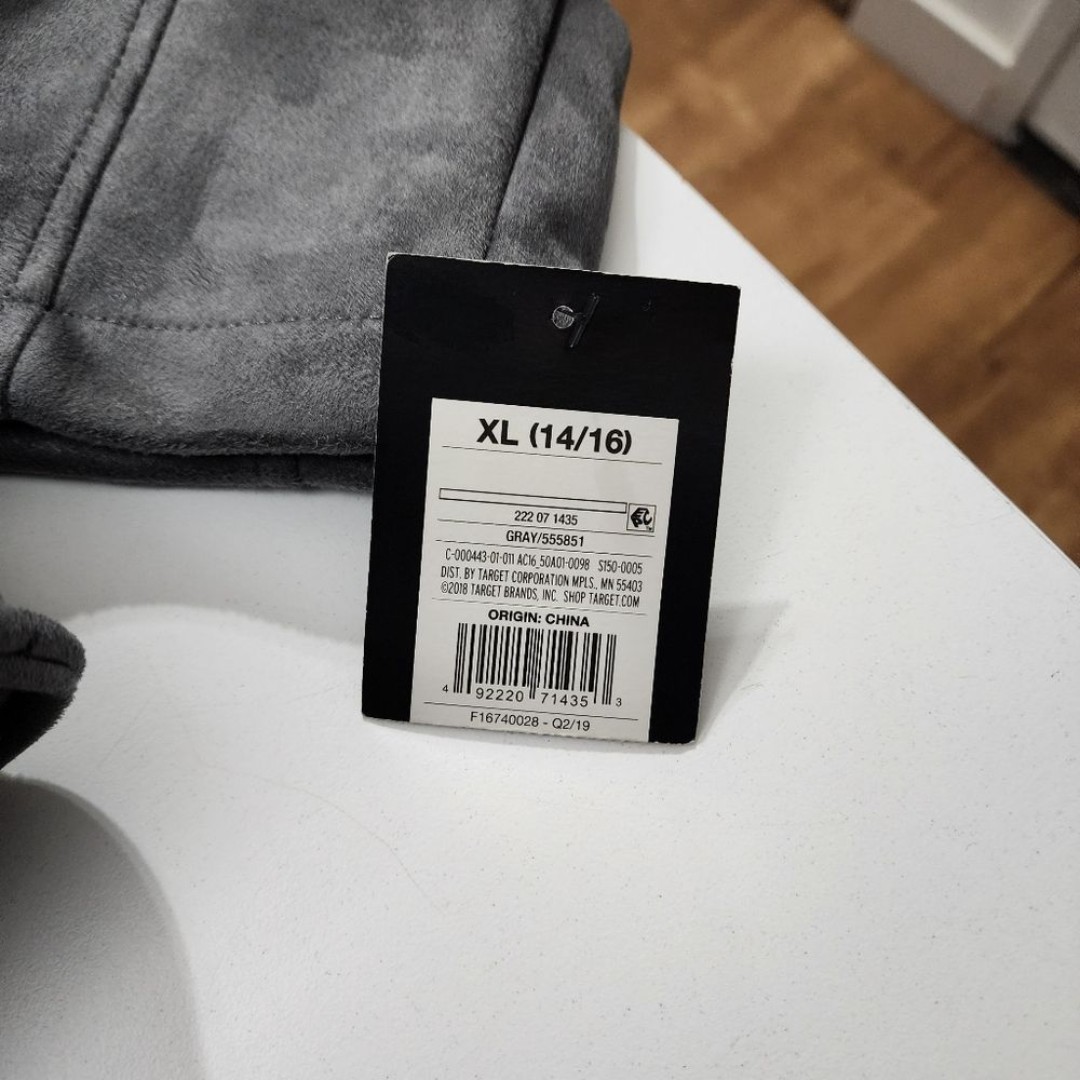 XL (14/16)
222 07 1435
GRAY/555851
C-000443-01-011 AC16_50A01-0098 S150-0005
DIST. BY TARGET CORPORATION MPLS., MN 55403
©2018 TARGET BRANDS, INC. SHOP TARGET.COM
ORIGIN: CHINA
4 92220 71435 3
F16740028 - Q2/19